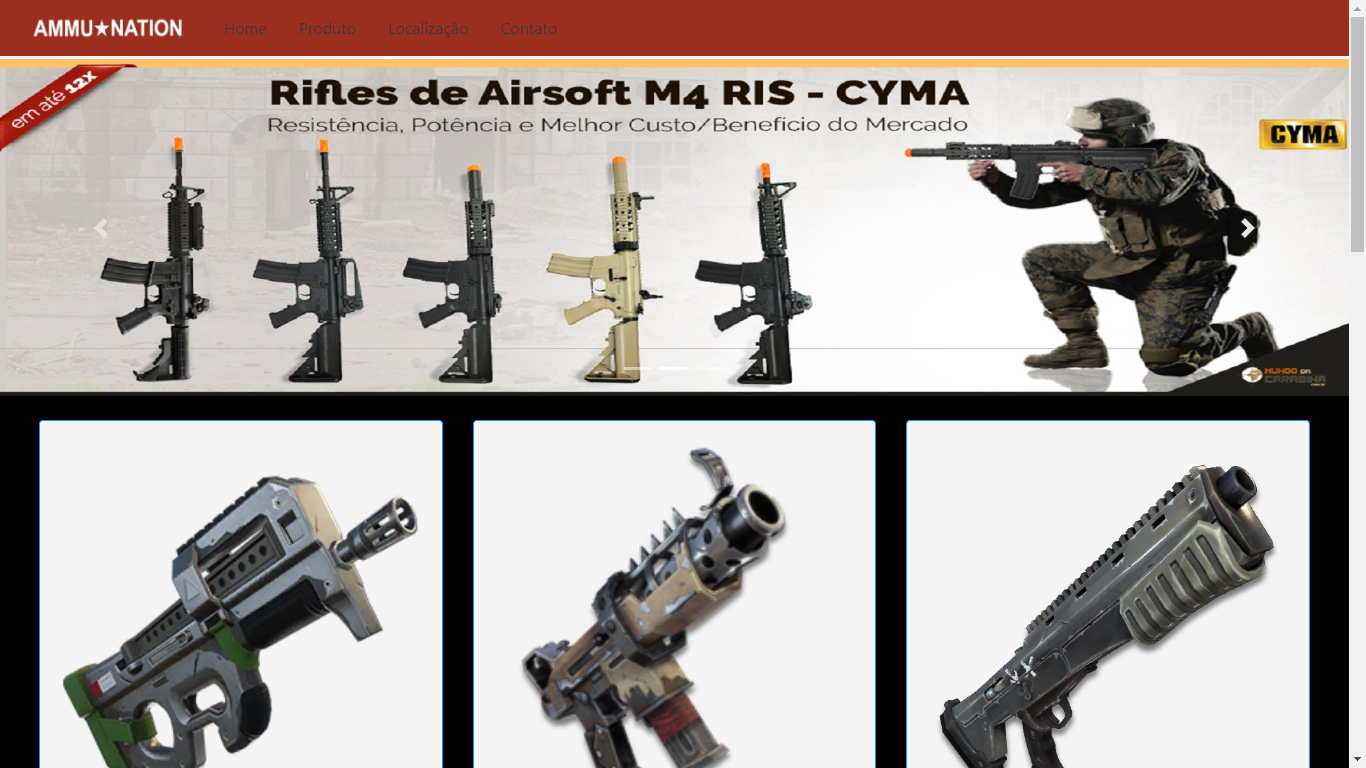 AMMU★NATION Home Produto Localização Contato
em até 12x
Rifles de Airsoft M4 RIS - CYMA
Resistência, Potência e Melhor Custo/Benefício do Mercado
CYMA
MUNDO DA
CARABINA